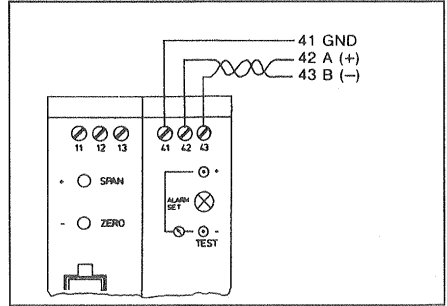 41 GND
42 A (+)
43 B (−)
11 12 13 41 42 43
+ SPAN
+
ALARM
SET
- ZERO
-
TEST